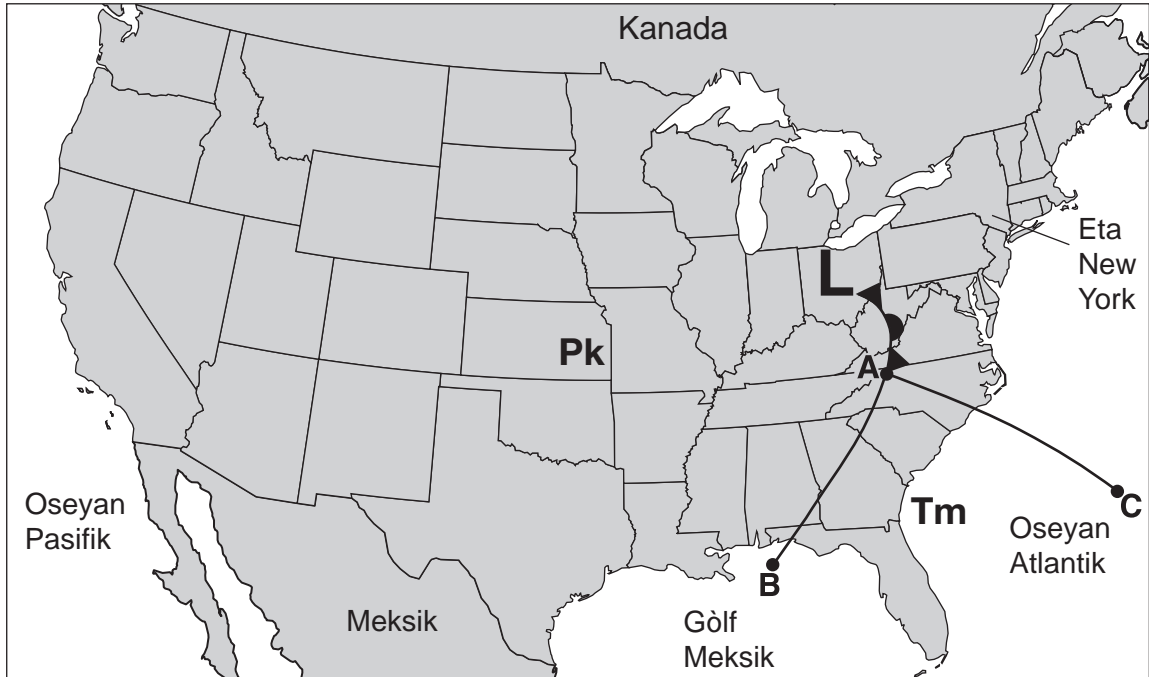 Kanada
Eta
New
York
L
Pk
A
Oseyan
Pasifik
Tm
C
Oseyan
Atlantik
B
Meksik
Gòlf
Meksik